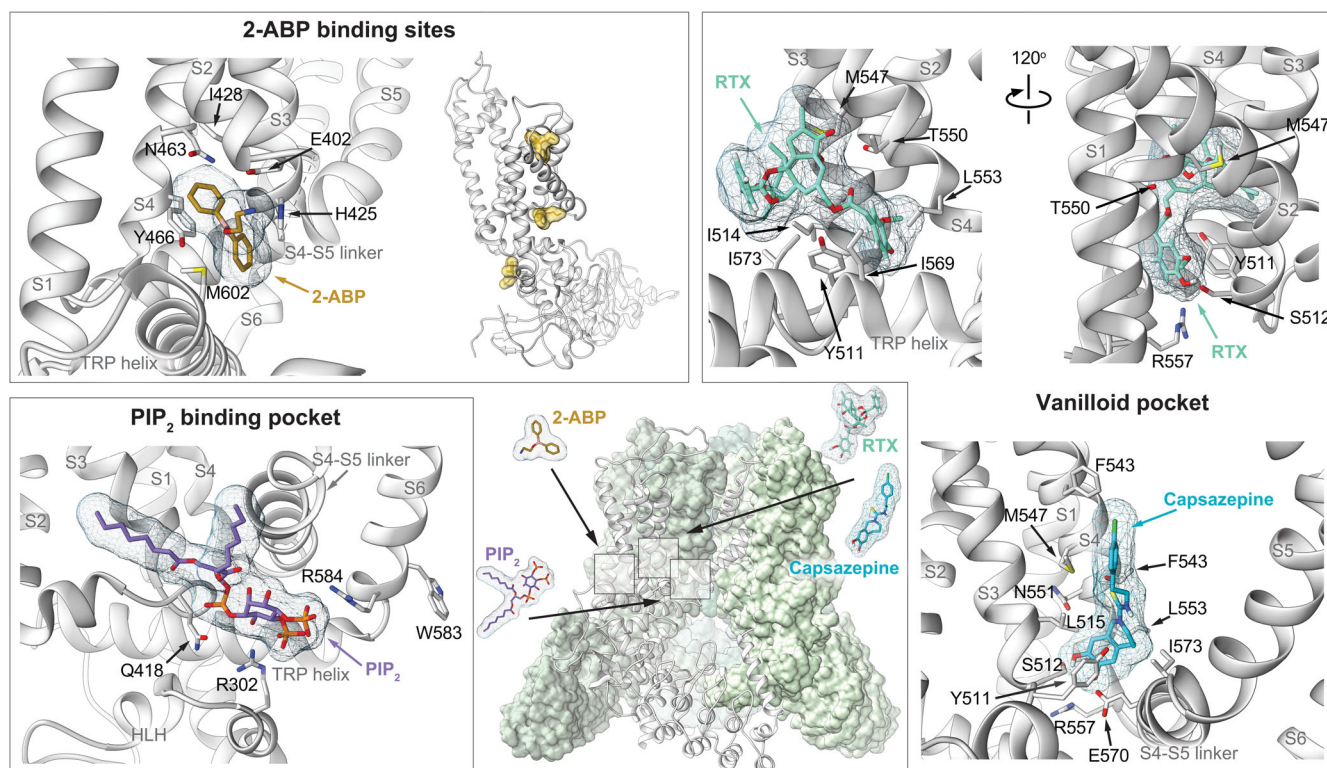 2-ABP binding sites
S2
I428
S5
S3
E402
N463
S4
H425
Y466
S4-S5 linker
S1
M602
2-ABP
S6
TRP helix
S3
M547
S2
RTX
T550
L553
S4
I514
I573
I569
Y511
TRP helix
120o
S4
S3
M547
S1
T550
S2
Y511
S512
RTX
R557
PIP2 binding pocket
S3
S1
S4
S4-S5 linker
S6
S2
R584
W583
Q418
R302
TRP helix
PIP2
HLH
2-ABP
RTX
PIP2
Capsazepine
Vanilloid pocket
F543
S1
Capsazepine
M547
S4
S5
S2
F543
N551
S3
L553
L515
S512
I573
Y511
R557
S4-S5 linker
E570
S6